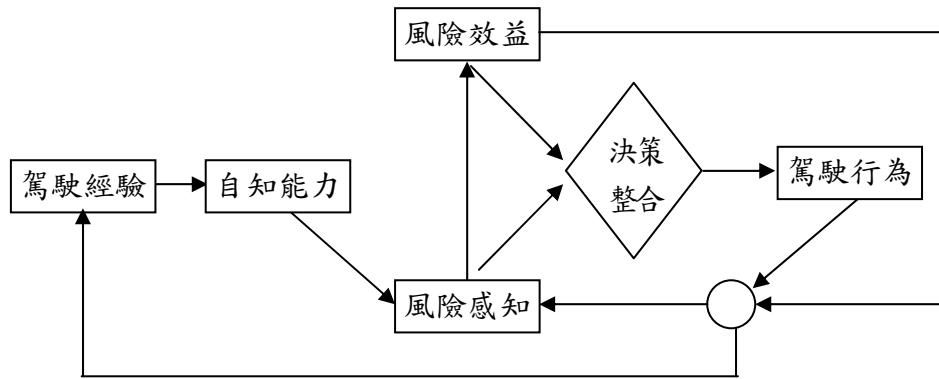 風險效益
決策
整合
駕駛經驗
自知能力
駕駛行為
風險感知